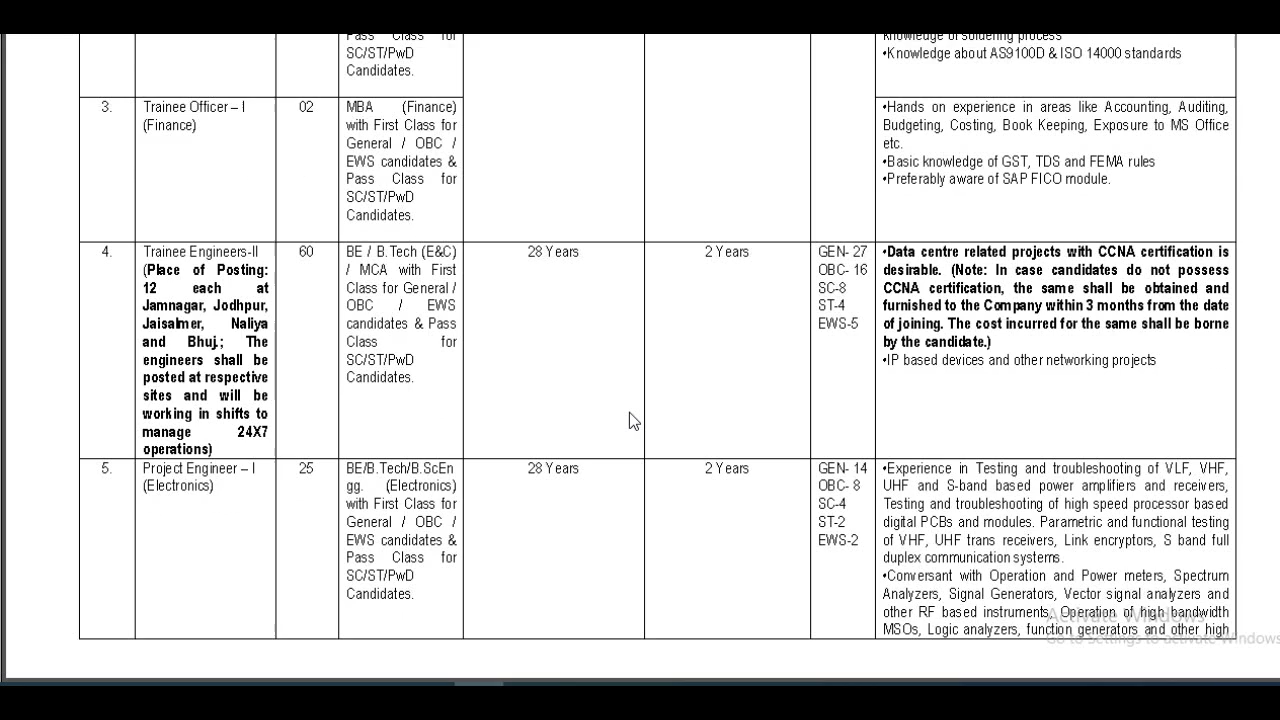 Pass Class for
SC/ST/PwD
Candidates.
knowledge of soldering process
•Knowledge about AS9100D & ISO 14000 standards
3.
Trainee Officer – I
(Finance)
02
MBA (Finance)
with First Class for
General / OBC /
EWS candidates &
Pass Class for
SC/ST/PwD
Candidates.
•Hands on experience in areas like Accounting, Auditing,
Budgeting, Costing, Book Keeping, Exposure to MS Office
etc.
•Basic knowledge of GST, TDS and FEMA rules
•Preferably aware of SAP FICO module.
4.
Trainee Engineers-II
(Place of Posting:
12 each at
Jamnagar, Jodhpur,
Jaisalmer, Naliya
and Bhuj.; The
engineers shall be
posted at respective
sites and will be
working in shifts to
manage 24X7
operations)
60
BE / B.Tech (E&C)
/ MCA with First
Class for General /
OBC / EWS
candidates & Pass
Class for
SC/ST/PwD
Candidates.
28 Years
2 Years
GEN- 27
OBC- 16
SC-8
ST-4
EWS-5
•Data centre related projects with CCNA certification is
desirable. (Note: In case candidates do not possess
CCNA certification, the same shall be obtained and
furnished to the Company within 3 months from the date
of joining. The cost incurred for the same shall be borne
by the candidate.)
•IP based devices and other networking projects
5.
Project Engineer – I
(Electronics)
25
BE/B.Tech/B.ScEn
gg. (Electronics)
with First Class for
General / OBC /
EWS candidates &
Pass Class for
SC/ST/PwD
Candidates.
28 Years
2 Years
GEN- 14
OBC- 8
SC-4
ST-2
EWS-2
•Experience in Testing and troubleshooting of VLF, VHF,
UHF and S-band based power amplifiers and receivers,
Testing and troubleshooting of high speed processor based
digital PCBs and modules. Parametric and functional testing
of VHF, UHF trans receivers, Link encryptors, S band full
duplex communication systems.
•Conversant with Operation and Power meters, Spectrum
Analyzers, Signal Generators, Vector signal analyzers and
other RF based instruments, Operation of high bandwidth
MSOs, Logic analyzers, function generators and other high
Activate Windows
Go to Settings to activate Windows